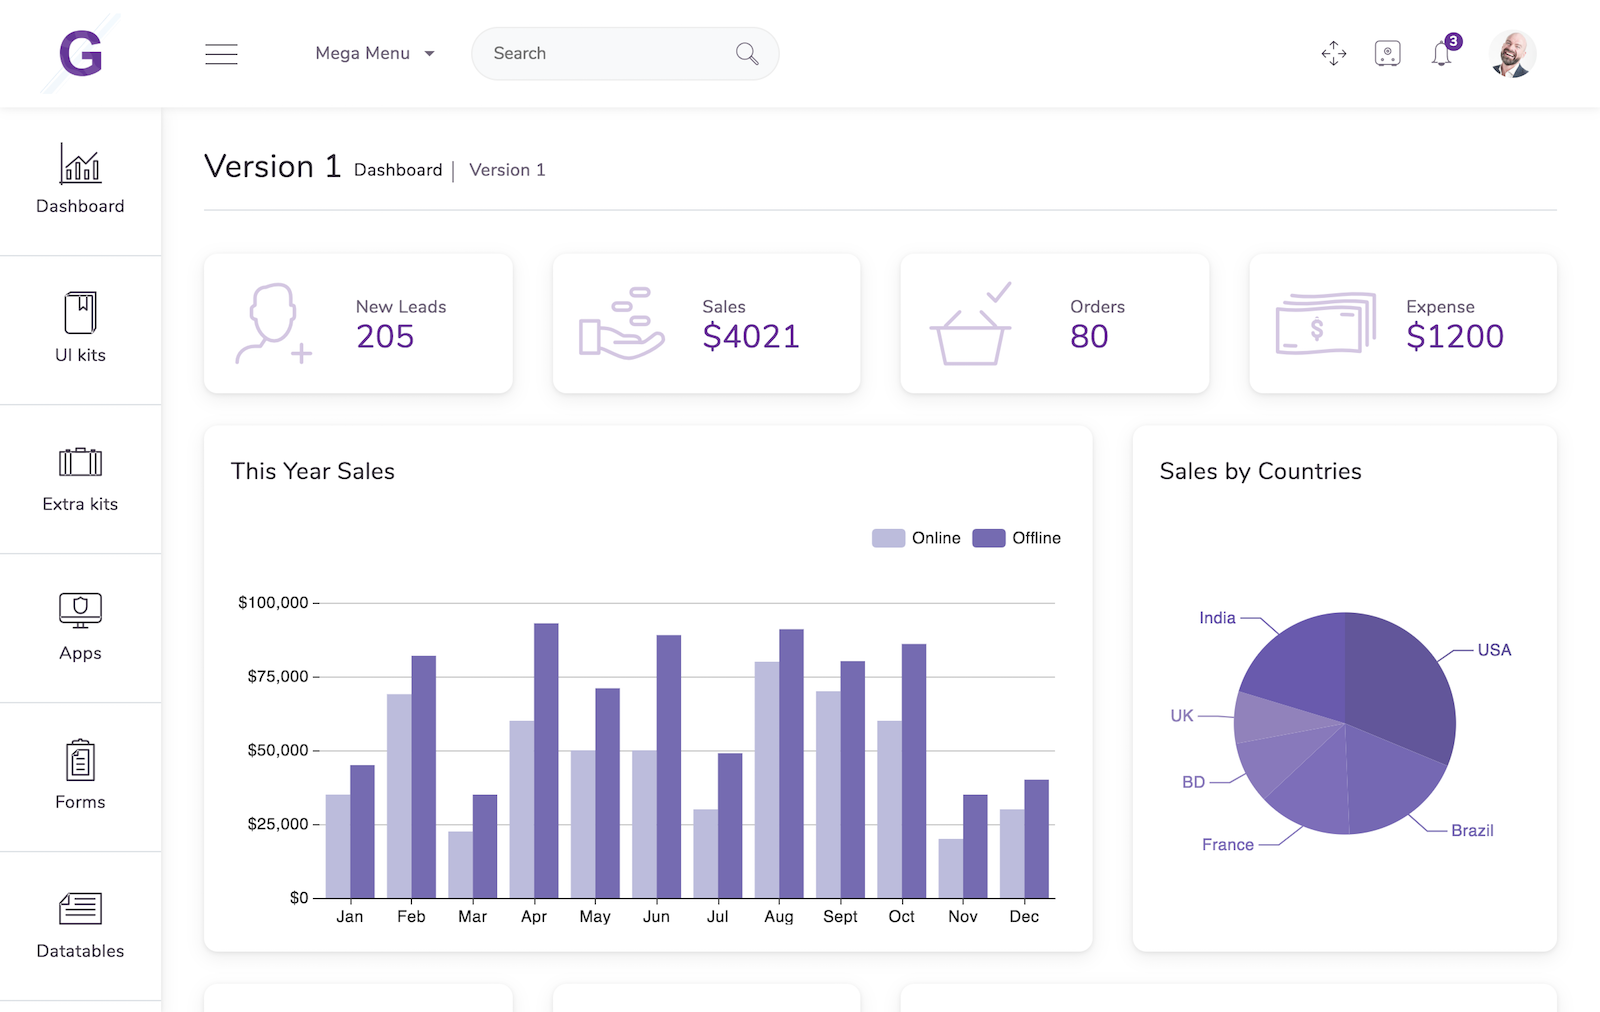 G
Mega Menu
Search
3
Version 1 Dashboard | Version 1
Dashboard
UI kits
Extra kits
Apps
Forms
Datatables
New Leads
205
Sales
$4021
Orders
80
$
Expense
$1200
This Year Sales
Online Offline
$100,000
$75,000
$50,000
$25,000
$0
Jan Feb Mar Apr May Jun Jul Aug Sept Oct Nov Dec
Sales by Countries
India
USA
UK
BD
Brazil
France